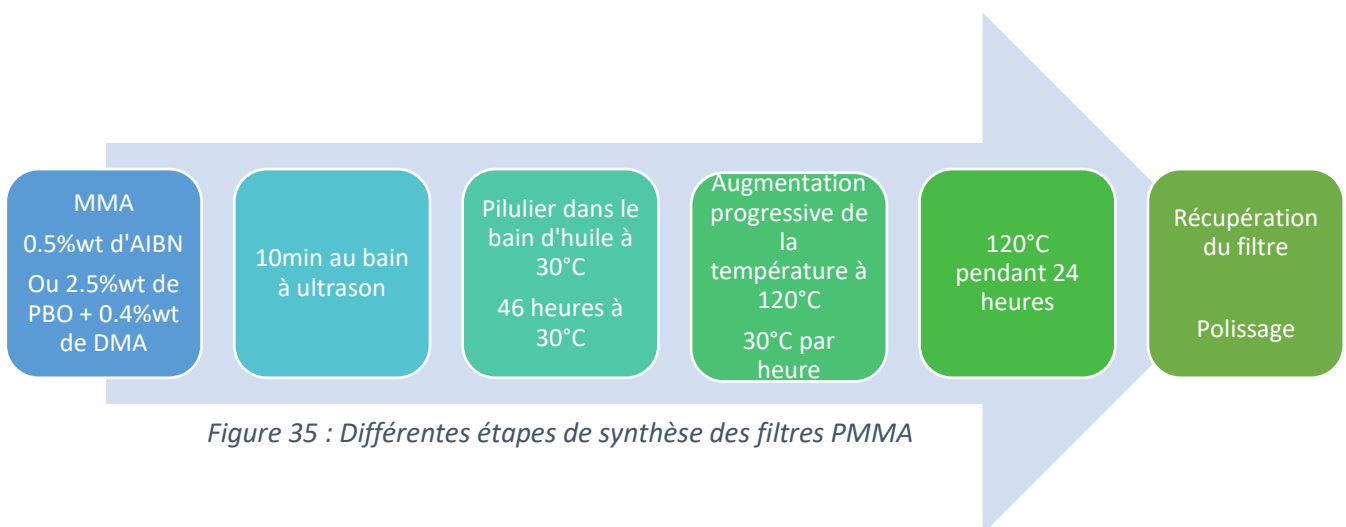 MMA
0.5%wt d'AIBN
Ou 2.5%wt de
PBO + 0.4%wt
de DMA
10min au bain
à ultrason
Pilulier dans le
bain d'huile à
30°C
46 heures à
30°C
Augmentation
progressive de
la
température à
120°C
30°C par
heure
120°C
pendant 24
heures
Récupération
du filtre
Polissage
Figure 35 : Différentes étapes de synthèse des filtres PMMA